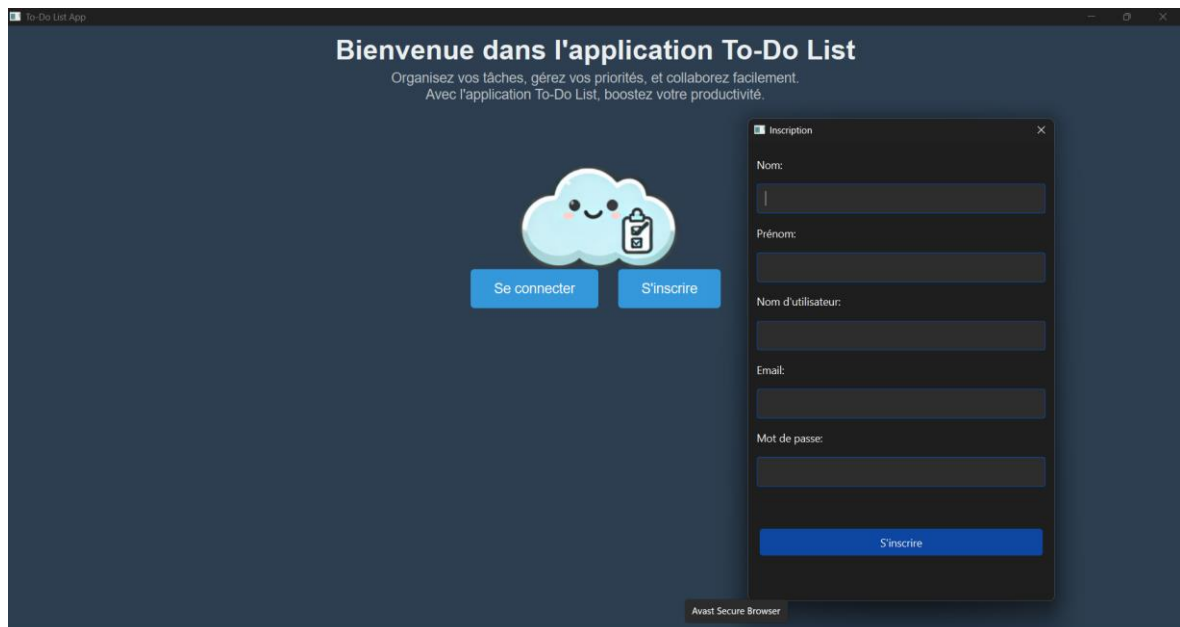 To-Do List App
Bienvenue dans l'application To-Do List
Organisez vos tâches, gérez vos priorités, et collaborez facilement.
Avec l'application To-Do List, boostez votre productivité.
Se connecter
S'inscrire
Inscription
Nom:
Prénom:
Nom d'utilisateur:
Email:
Mot de passe:
S'inscrire
Avast Secure Browser